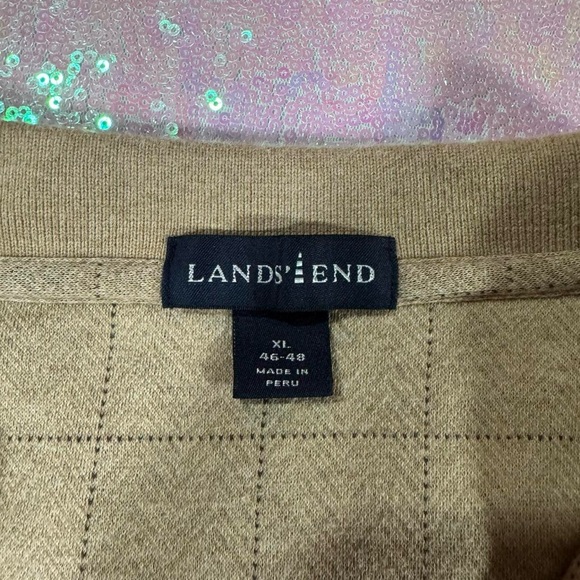 LANDS' END
XL
46-48
MADE IN
PERU